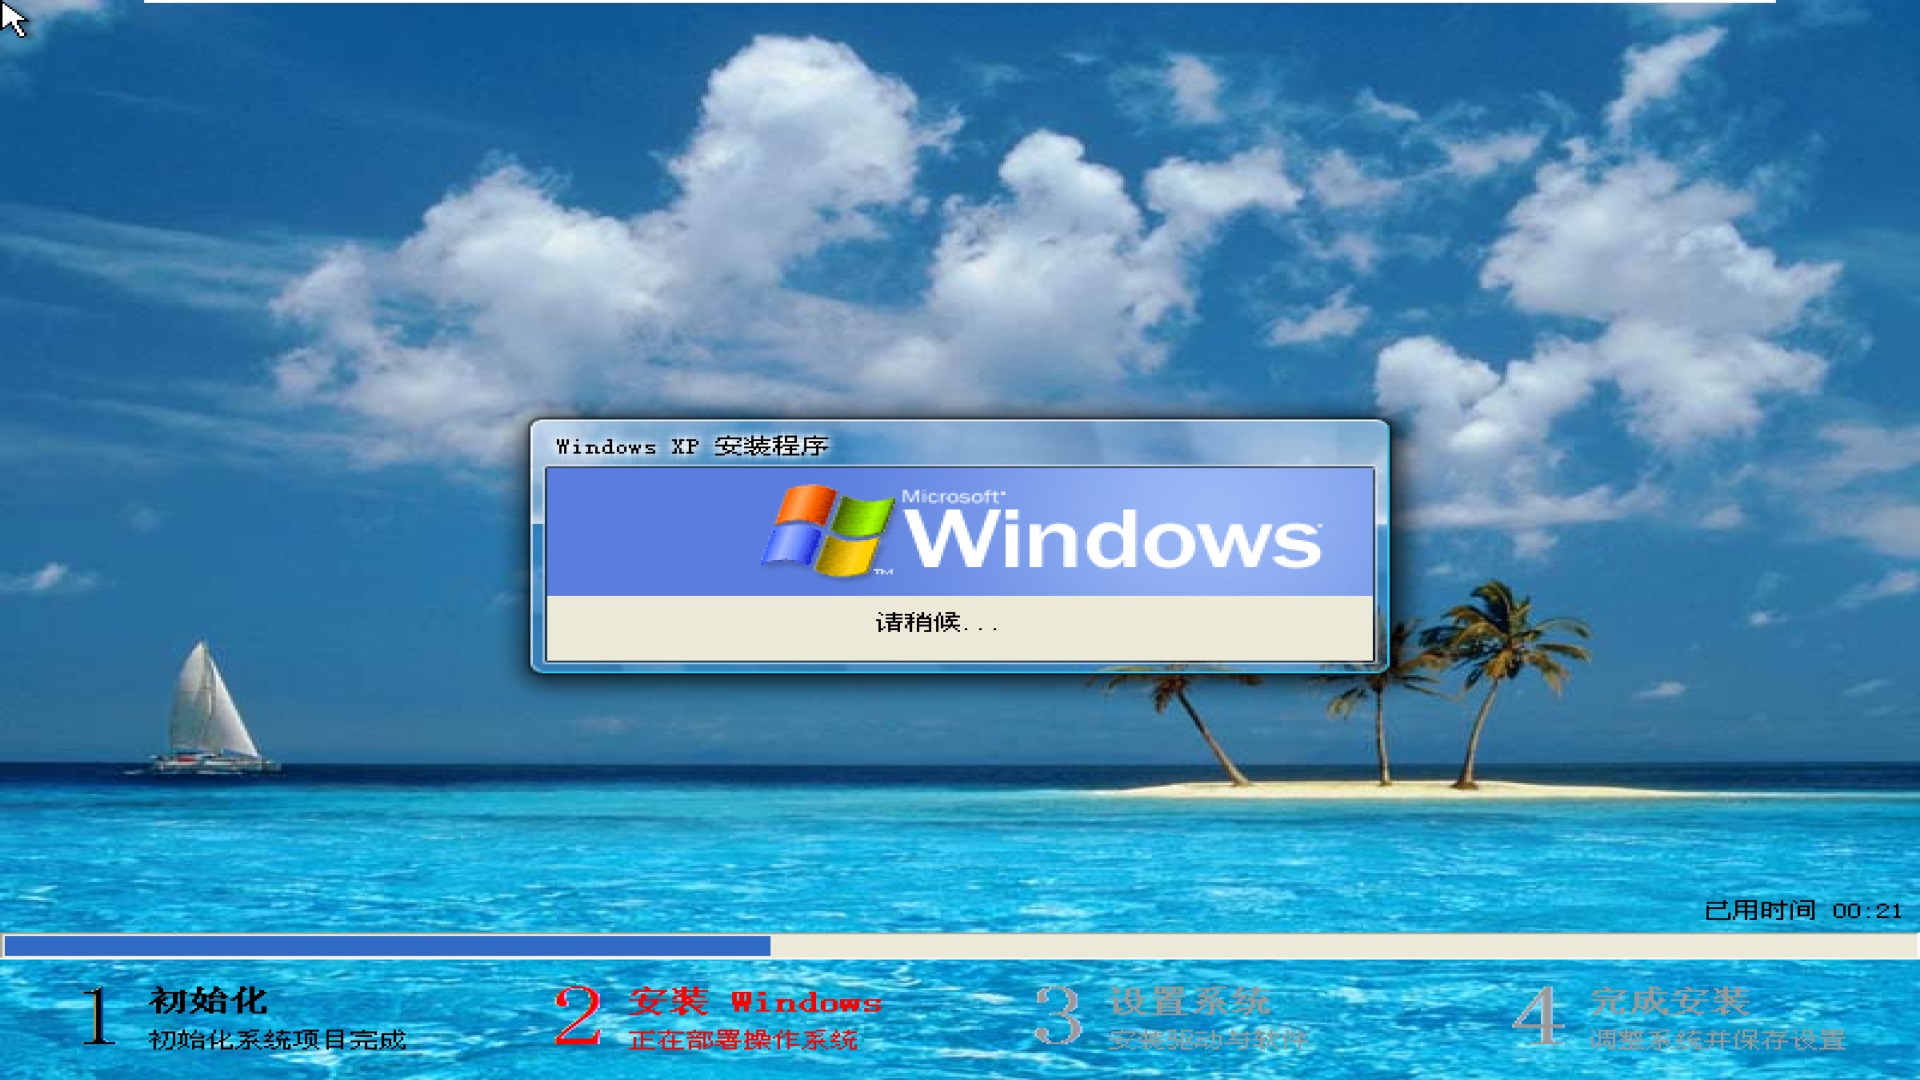 Windows XP 安装程序
Microsoft®
Windows
TM
请稍候...
已用时间 00:21
1 初始化
初始化系统项目完成
2 安装 Windows
正在部署操作系统
3 设置系统
安装驱动与软件
4 完成安装
调整系统并保存设置